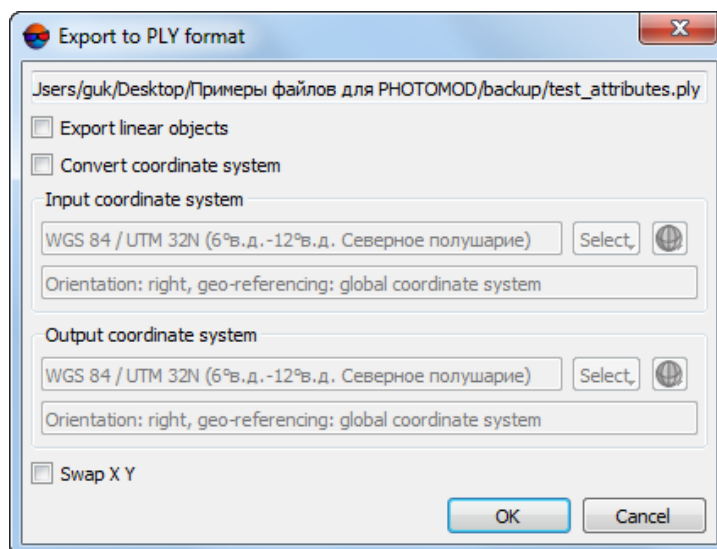 Export to PLY format
Jsers/guk/Desktop/Примеры файлов для PHOTOMOD/backup/test_attributes.ply
Export linear objects
Convert coordinate system
Input coordinate system
WGS 84 / UTM 32N (6°в.д.-12°в.д. Северное полушарие) Select
Orientation: right, geo-referencing: global coordinate system
Output coordinate system
WGS 84 / UTM 32N (6°в.д.-12°в.д. Северное полушарие) Select
Orientation: right, geo-referencing: global coordinate system
Swap X Y
OK Cancel